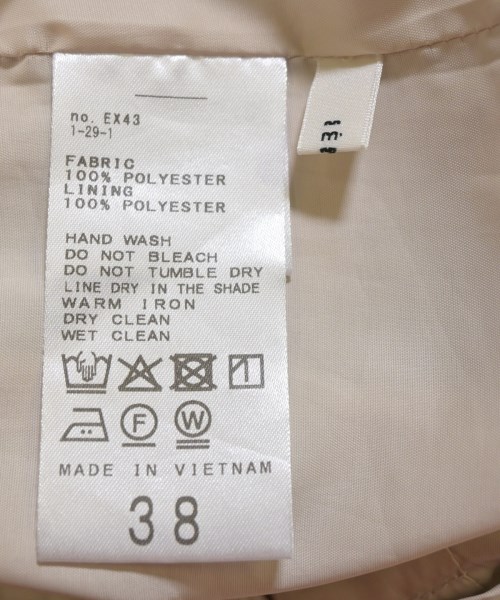 no. EX43
1-29-1
FABRIC
100% POLYESTER
LINING
100% POLYESTER
HAND WASH
DO NOT BLEACH
DO NOT TUMBLE DRY
LINE DRY IN THE SHADE
WARM IRON
DRY CLEAN
WET CLEAN
F W
MADE IN VIETNAM
38